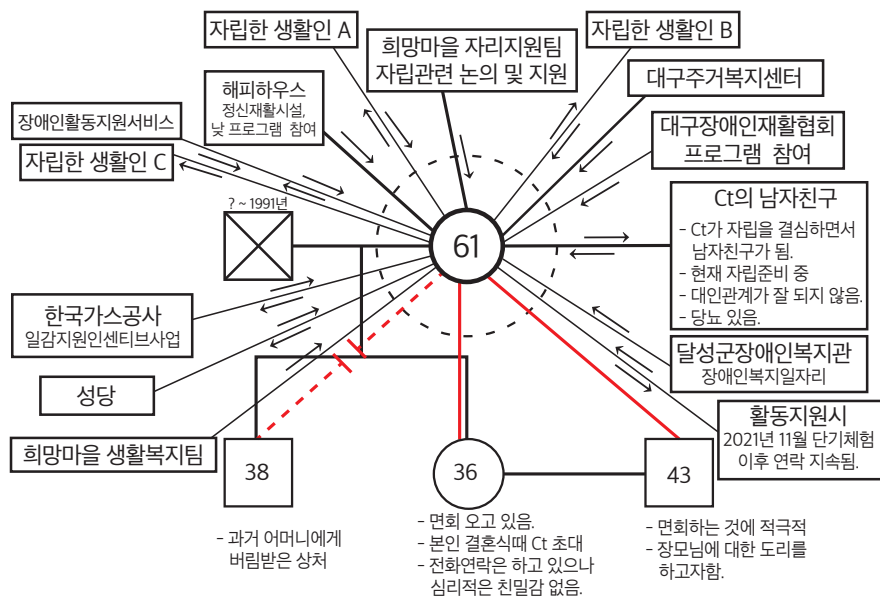 자립한 생활인 A
희망마을 자리지원팀
자립관련 논의 및 지원
자립한 생활인 B
해피하우스
정신재활시설,
낮 프로그램 참여
대구주거복지센터
장애인활동지원서비스
자립한 생활인 C
대구장애인재활협회
프로그램 참여
? ~ 1991년
61
Ct의 남자친구
- Ct가 자립을 결심하면서
남자친구가 됨.
- 현재 자립준비 중
- 대인관계가 잘 되지 않음.
- 당뇨 있음.
한국가스공사
일감지원인센티브사업
성당
희망마을 생활복지팀
달성군장애인복지관
장애인복지일자리
활동지원시
2021년 11월 단기체험
이후 연락 지속됨.
38
36
43
- 과거 어머니에게
버림받은 상처
- 면회 오고 있음.
- 본인 결혼식때 Ct 초대
- 전화연락은 하고 있으나
심리적은 친밀감 없음.
- 면회하는 것에 적극적
- 장모님에 대한 도리를
하고자함.